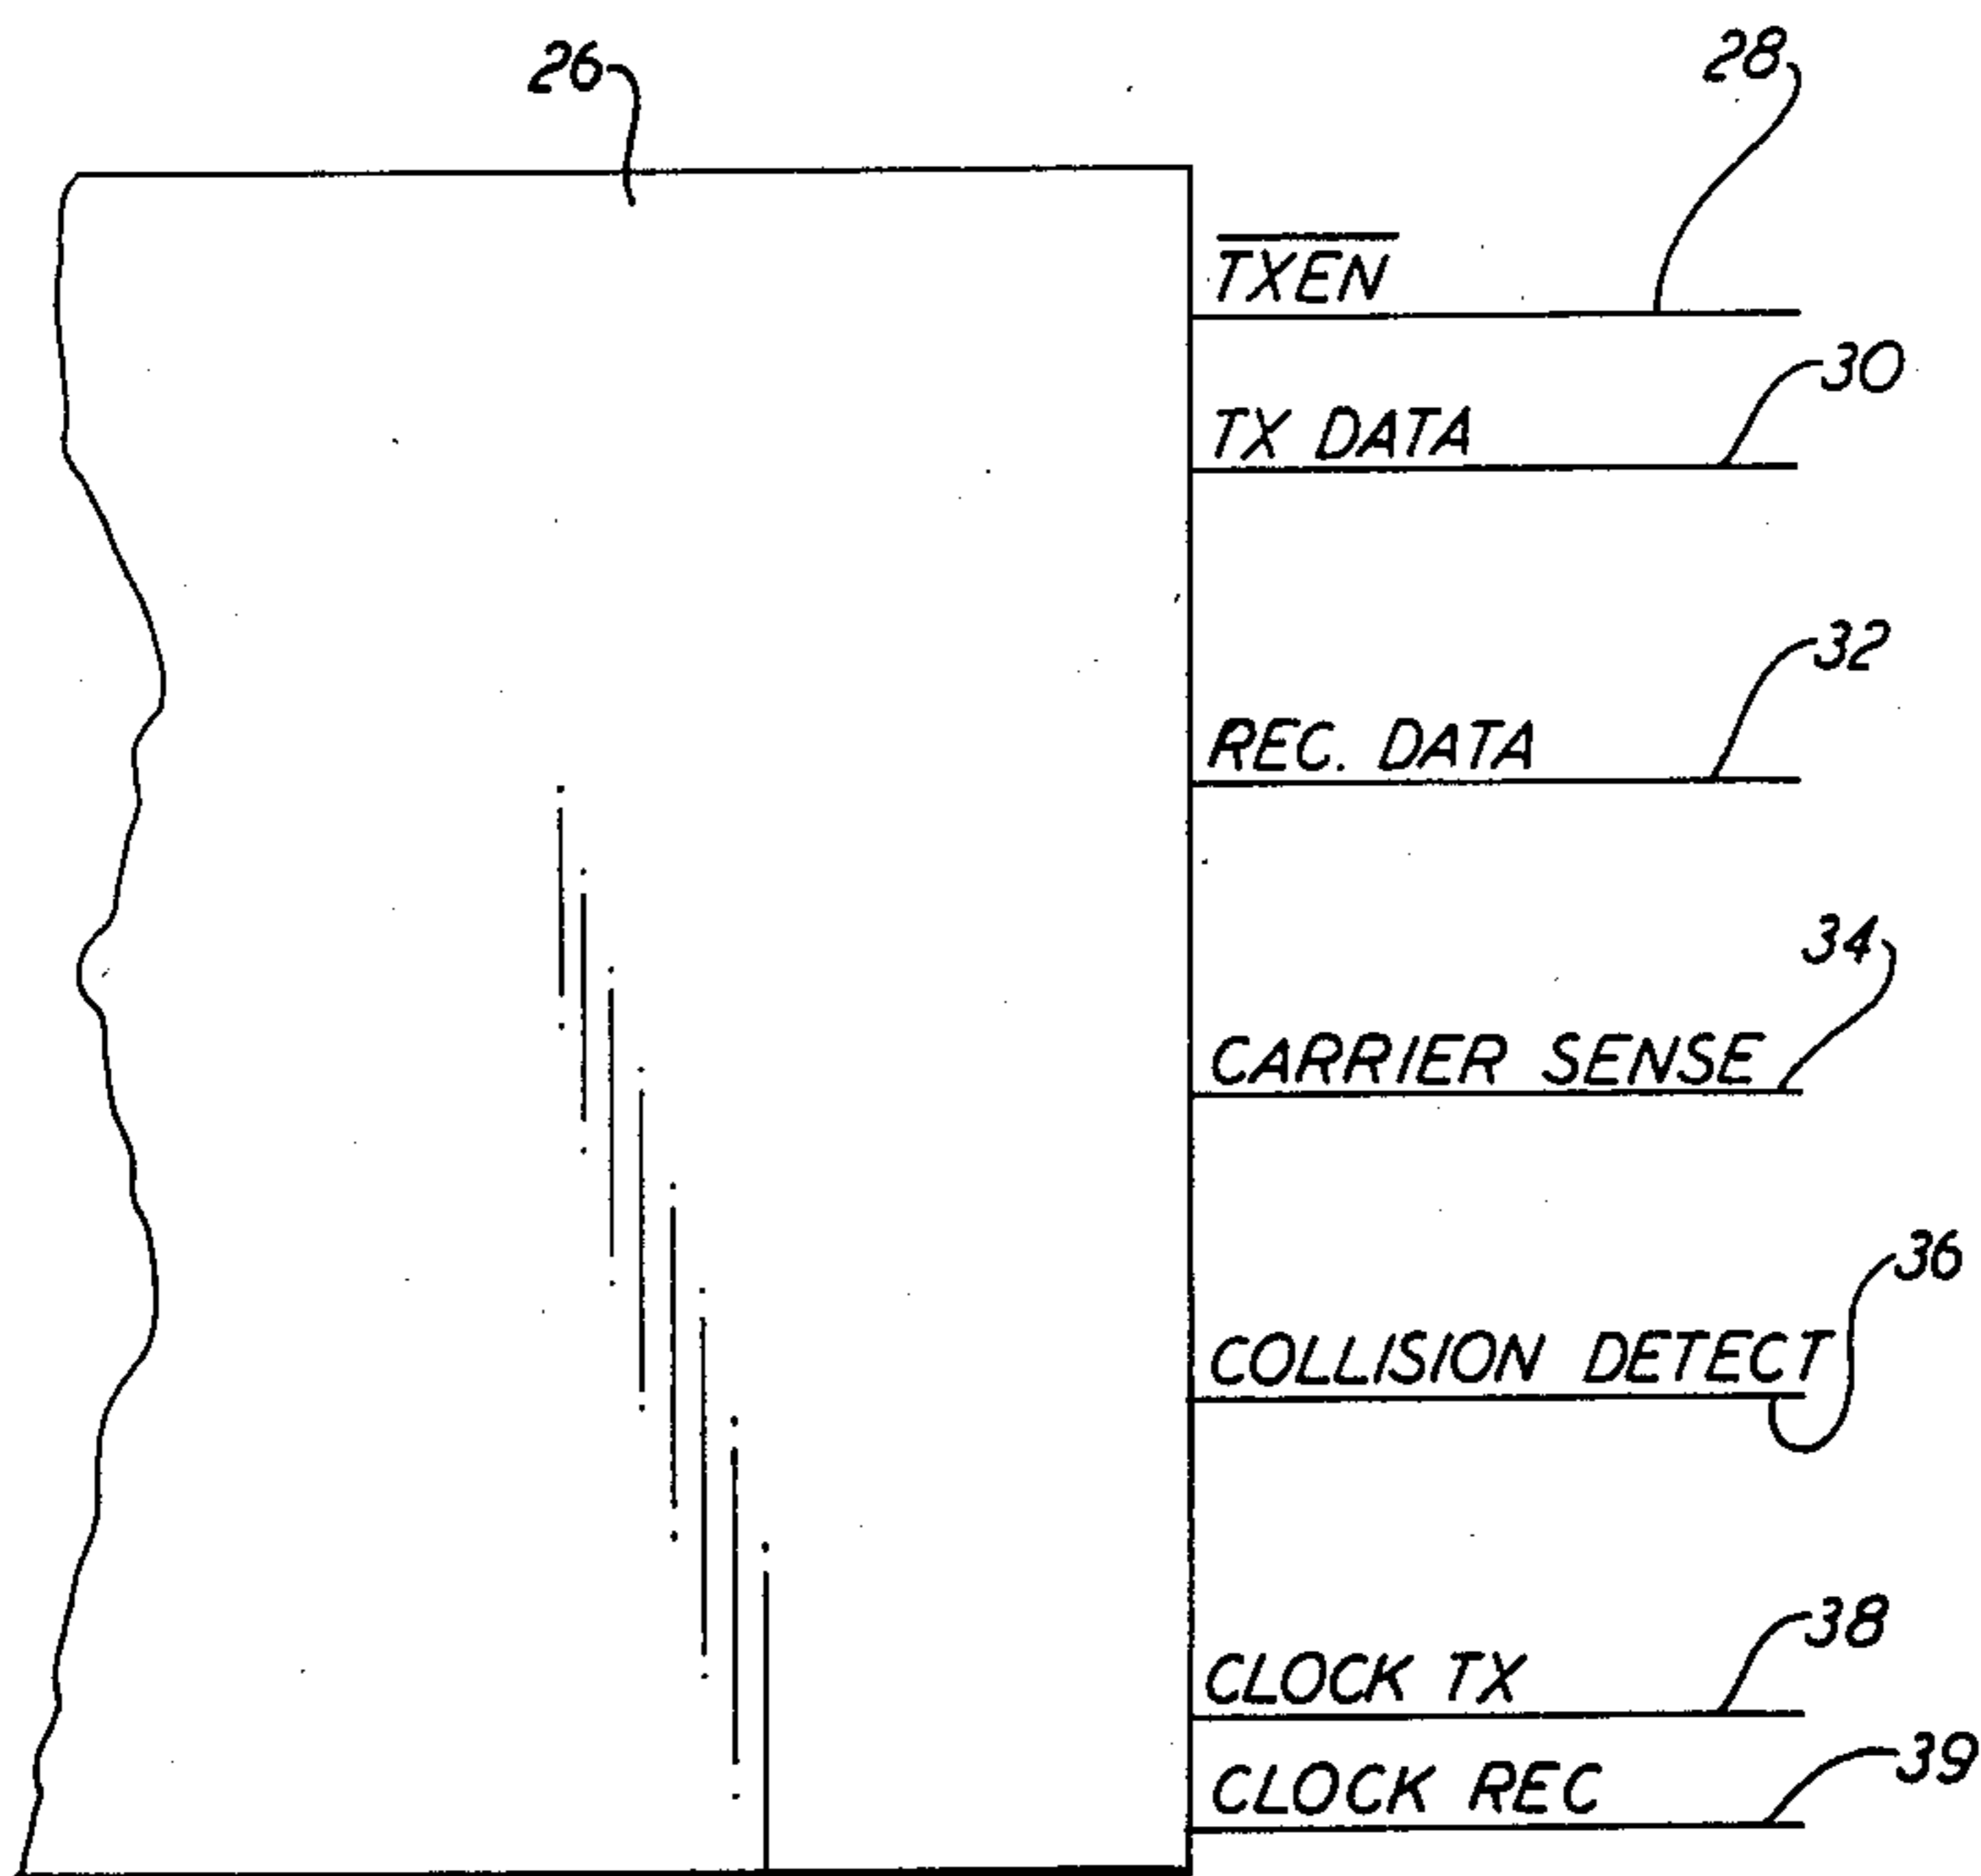 26
28
T̅X̅E̅N̅
30
TX DATA
32
REC. DATA
34
CARRIER SENSE
36
COLLISION DETECT
38
CLOCK TX
39
CLOCK REC